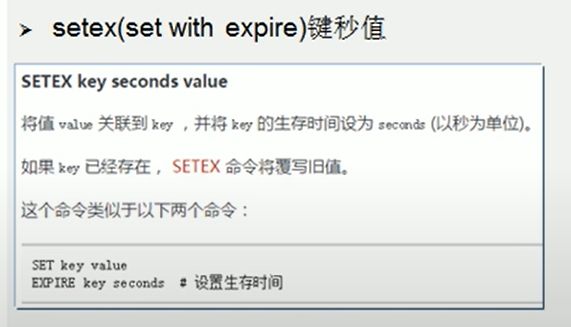 ➢ setex(set with expire)键秒值
SETEX key seconds value
将值 value 关联到 key ，并将 key 的生存时间设为 seconds (以秒为单位)。
如果 key 已经存在， SETEX 命令将覆写旧值。
这个命令类似于以下两个命令：
SET key value
EXPIRE key seconds # 设置生存时间